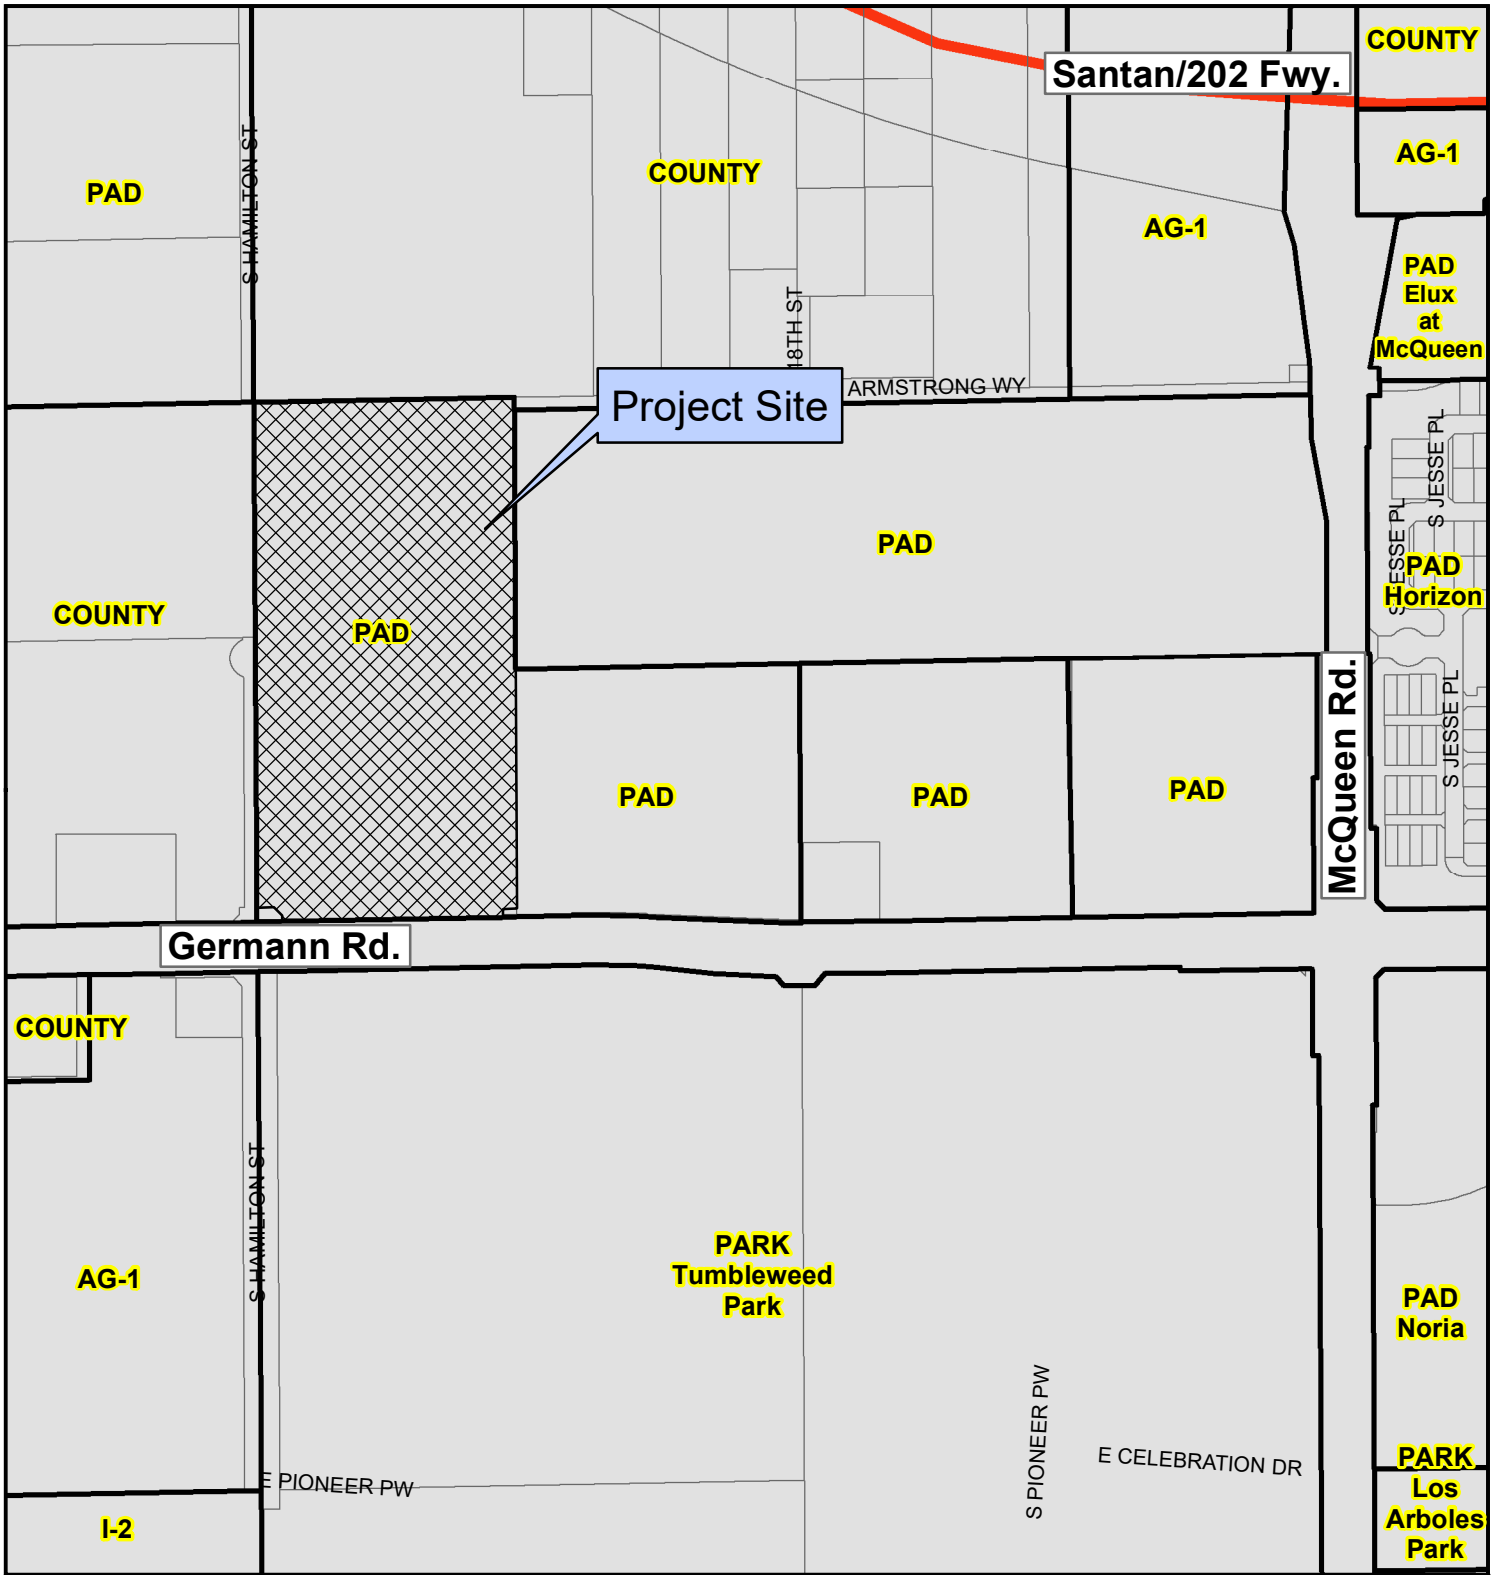 COUNTY
Santan/202 Fwy.
AG-1
COUNTY
PAD
S HAMILTON ST
AG-1
PAD
Elux
at
McQueen
48TH ST
ARMSTRONG WY
Project Site
S JESSE PL
S JESSE PL
PAD
PAD
Horizon
COUNTY
PAD
McQueen Rd.
S JESSE PL
PAD
PAD
PAD
Germann Rd.
COUNTY
S HAMILTON ST
AG-1
PARK
Tumbleweed
Park
PAD
Noria
S PIONEER PW
E CELEBRATION DR
E PIONEER PW
PARK
Los
Arboles
Park
I-2